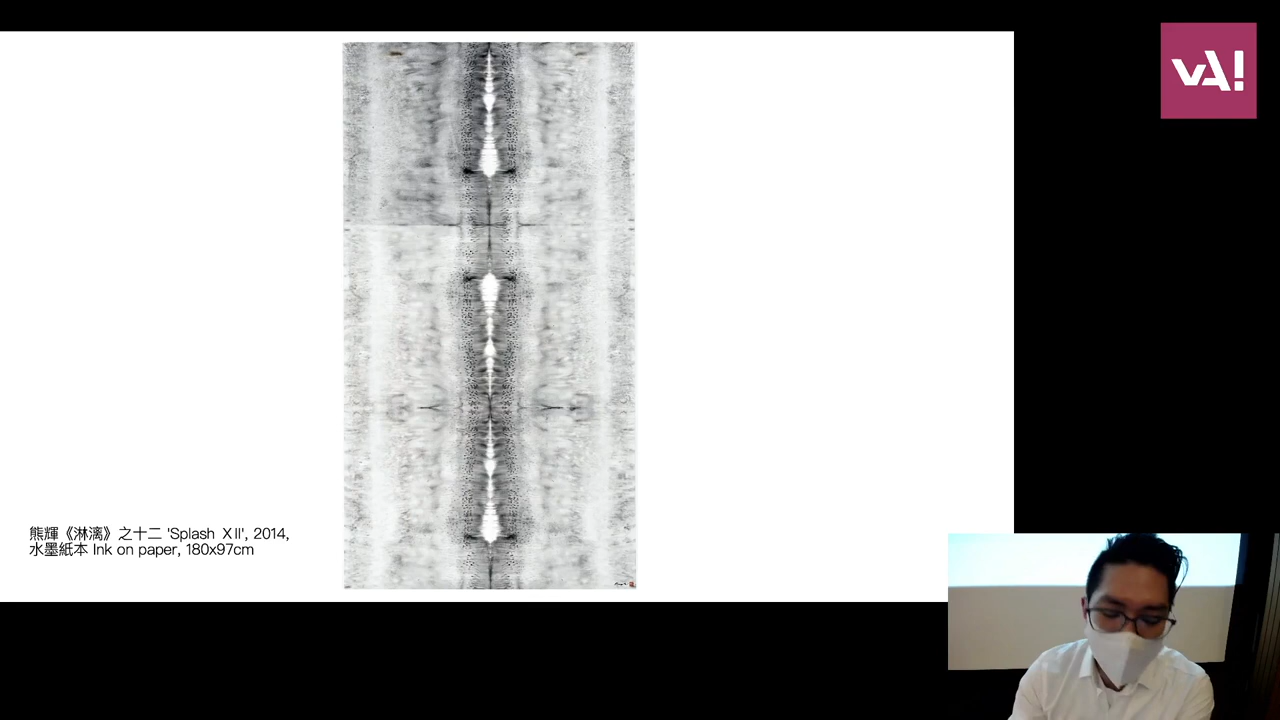 vA!
熊輝《淋漓》之十二 'Splash XII', 2014,
水墨紙本 Ink on paper, 180x97cm